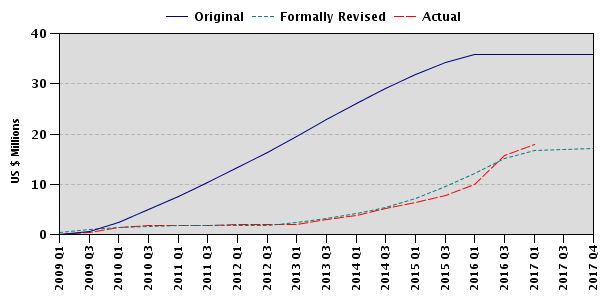 Original Formally Revised Actual
US $ Millions
40
30
20
10
0
2009 Q1
2009 Q3
2010 Q1
2010 Q3
2011 Q1
2011 Q3
2012 Q1
2012 Q3
2013 Q1
2013 Q3
2014 Q1
2014 Q3
2015 Q1
2015 Q3
2016 Q1
2016 Q3
2017 Q1
2017 Q3
2017 Q4